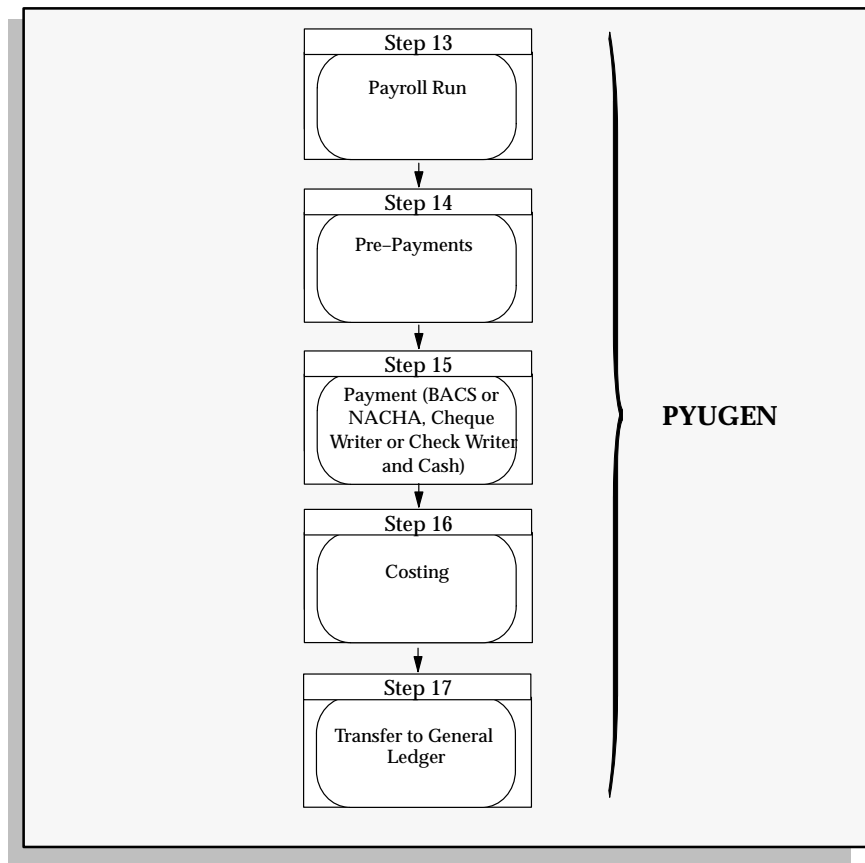 Step 13
Payroll Run
Step 14
Pre–Payments
Step 15
Payment (BACS or
NACHA, Cheque
Writer or Check Writer
and Cash)
Step 16
Costing
Step 17
Transfer to General
Ledger
PYUGEN